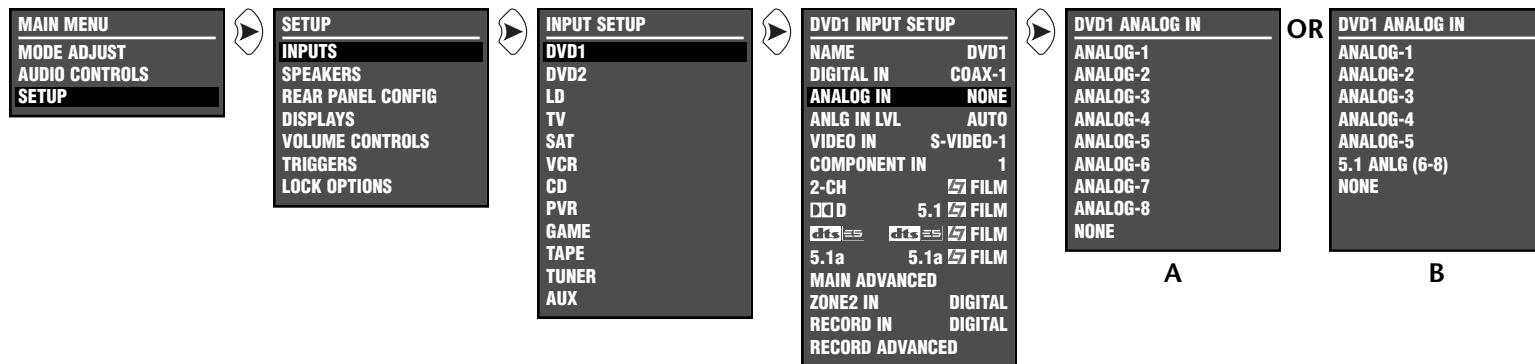 MAIN MENU
MODE ADJUST
AUDIO CONTROLS
SETUP
SETUP
INPUTS
SPEAKERS
REAR PANEL CONFIG
DISPLAYS
VOLUME CONTROLS
TRIGGERS
LOCK OPTIONS
INPUT SETUP
DVD1
DVD2
LD
TV
SAT
VCR
CD
PVR
GAME
TAPE
TUNER
AUX
DVD1 INPUT SETUP
NAME DVD1
DIGITAL IN COAX-1
ANALOG IN NONE
ANLG IN LVL AUTO
VIDEO IN S-VIDEO-1
COMPONENT IN 1
2-CH L7 FILM
D 5.1 L7 FILM
dts ES dts ES L7 FILM
5.1a 5.1a L7 FILM
MAIN ADVANCED
ZONE2 IN DIGITAL
RECORD IN DIGITAL
RECORD ADVANCED
DVD1 ANALOG IN
ANALOG-1
ANALOG-2
ANALOG-3
ANALOG-4
ANALOG-5
ANALOG-6
ANALOG-7
ANALOG-8
NONE
A
OR
DVD1 ANALOG IN
ANALOG-1
ANALOG-2
ANALOG-3
ANALOG-4
ANALOG-5
5.1 ANLG (6-8)
NONE
B